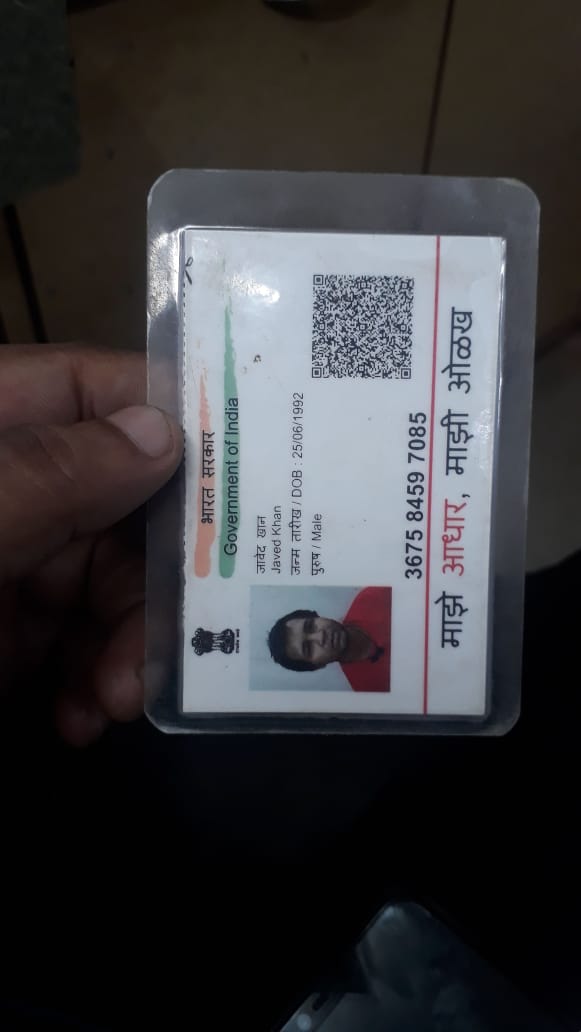 भारत सरकार
Government of India
जावेद खान
Javed Khan
जन्म तारीख / DOB : 25/06/1992
पुरुष / Male
3675 8459 7085
माझे आधार, माझी ओळख